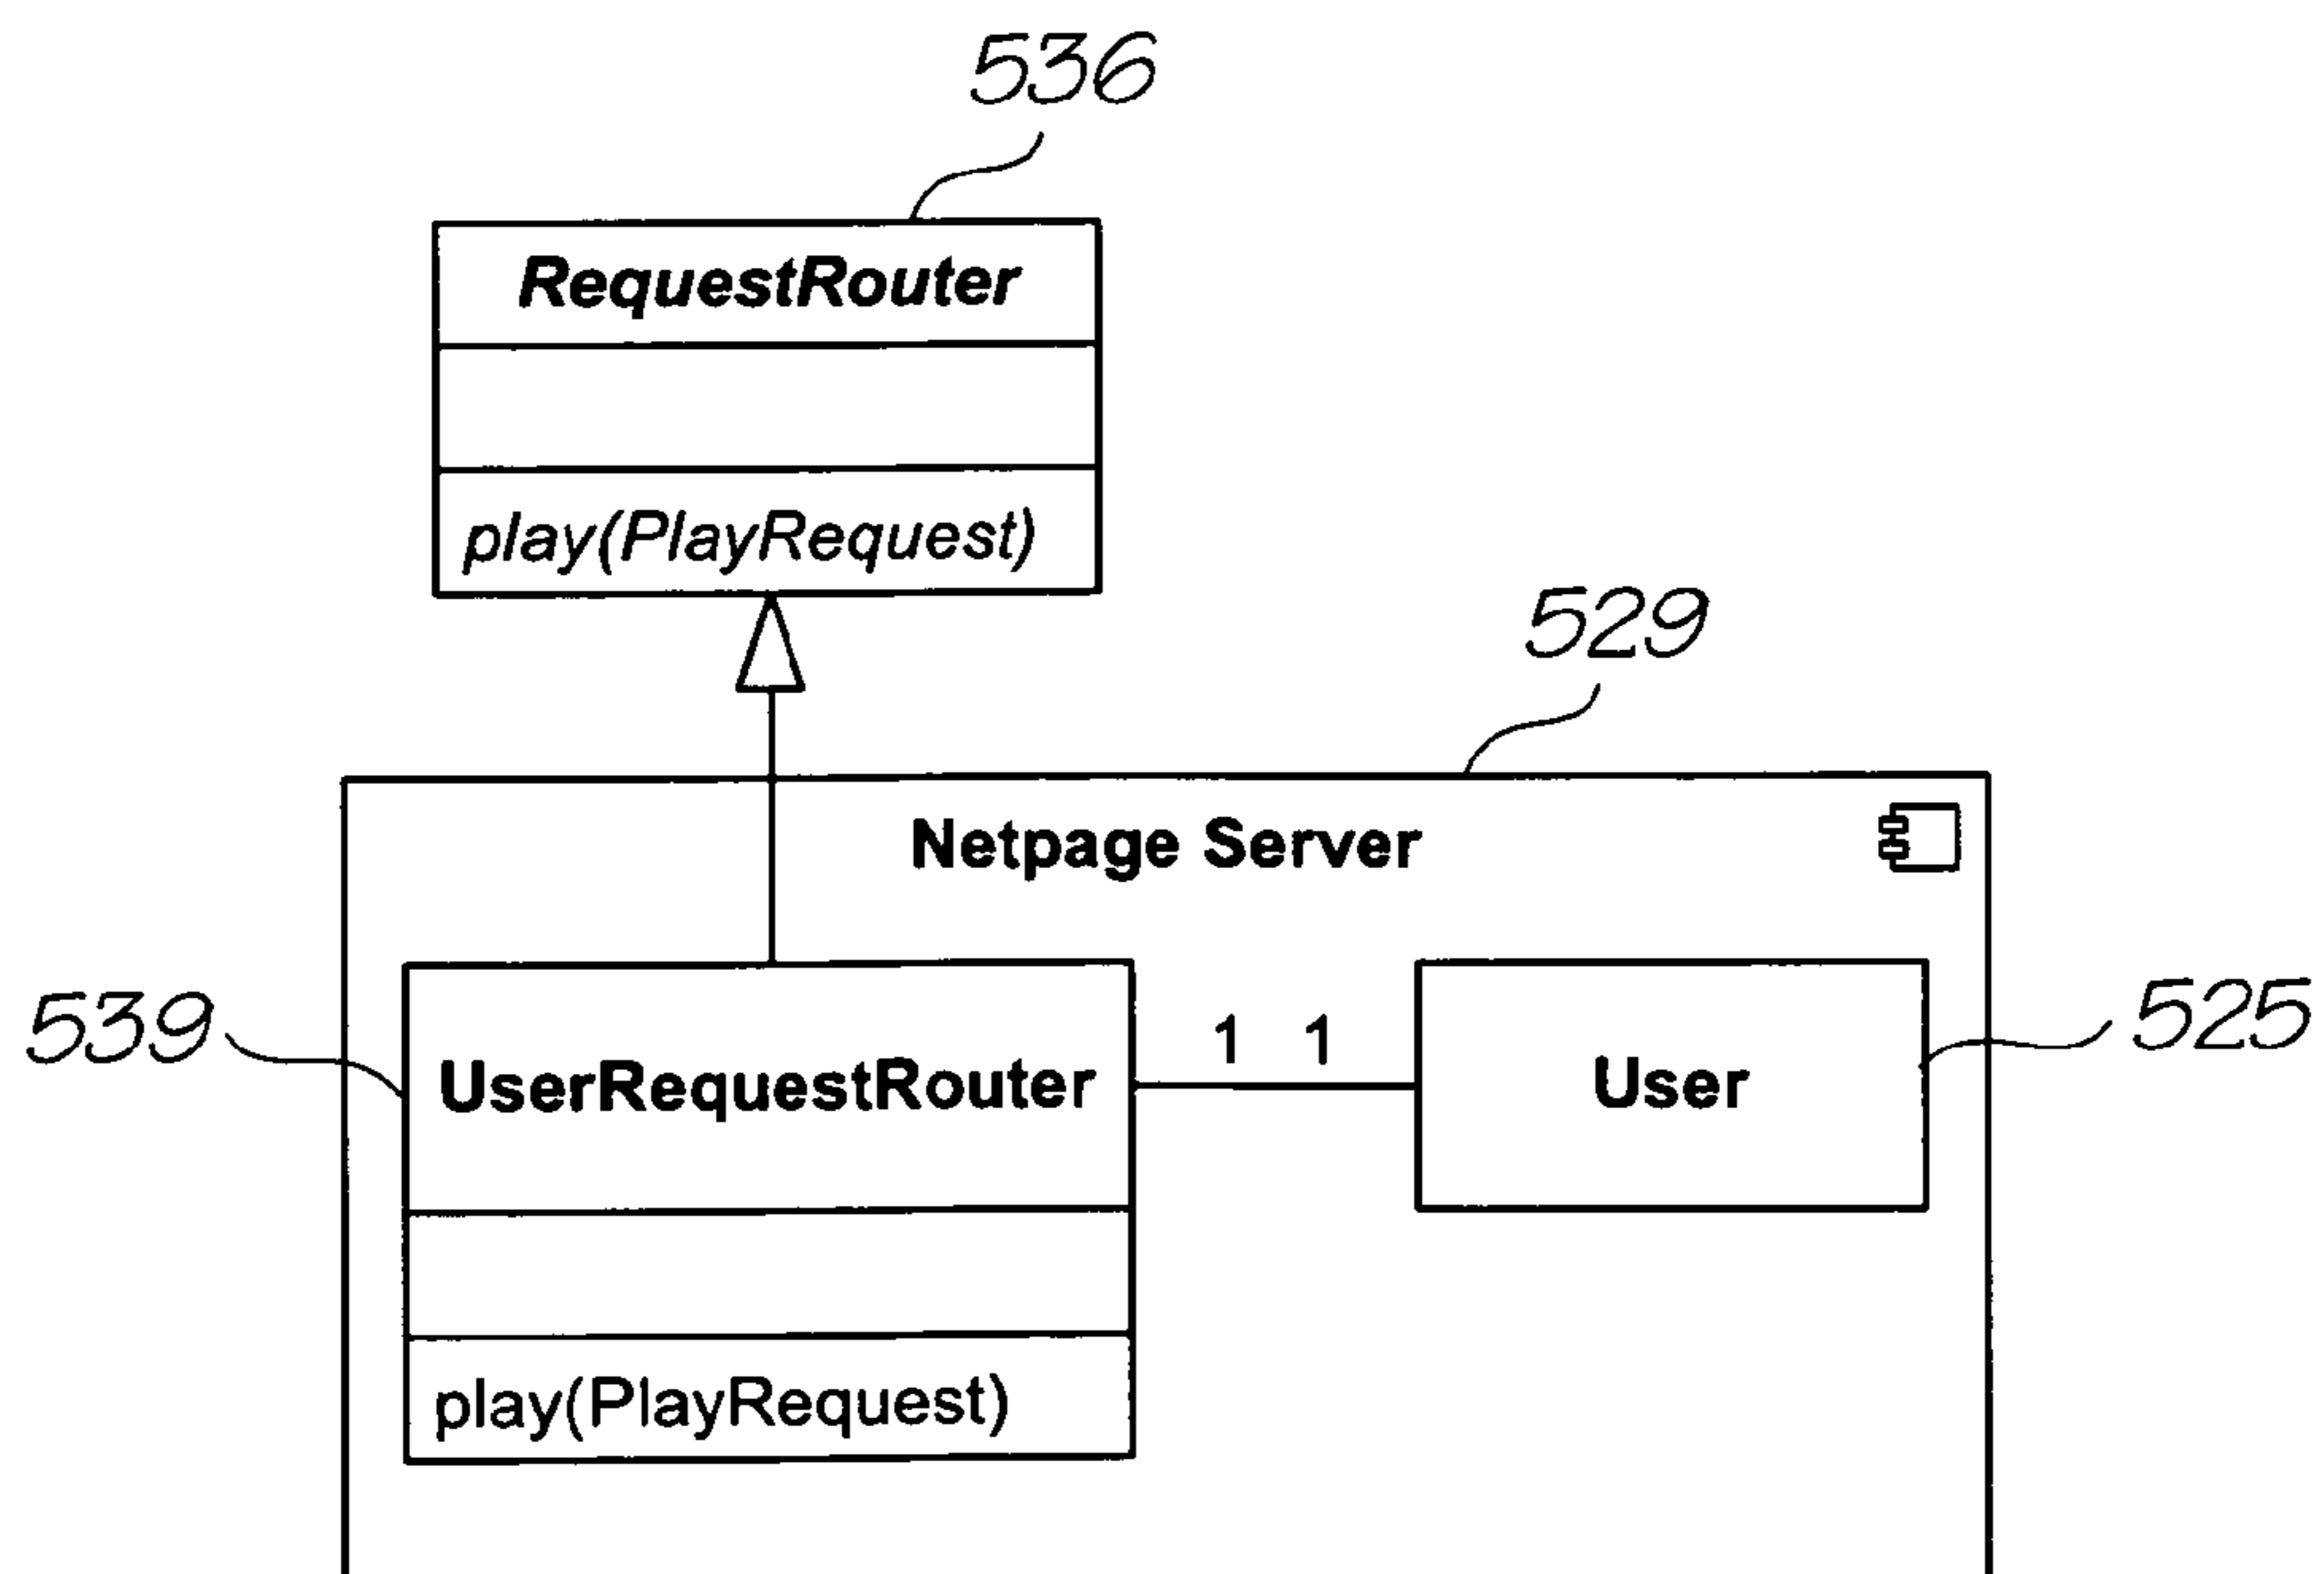 536
RequestRouter
play(PlayRequest)
529
Netpage Server
539
UserRequestRouter
1 1
User
525
play(PlayRequest)